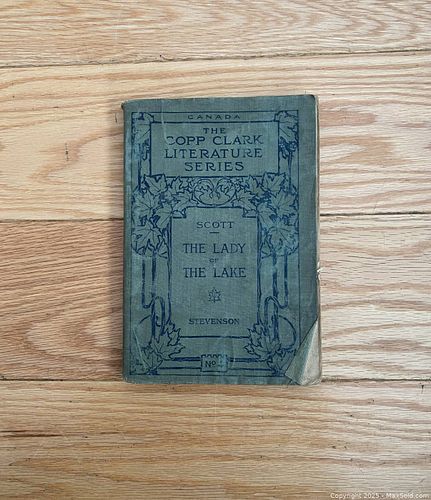 CANADA
THE
COPP CLARK
LITERATURE
SERIES
SCOTT
THE LADY
OF
THE LAKE
STEVENSON
No
Copyright 2025 - MaxSold.com